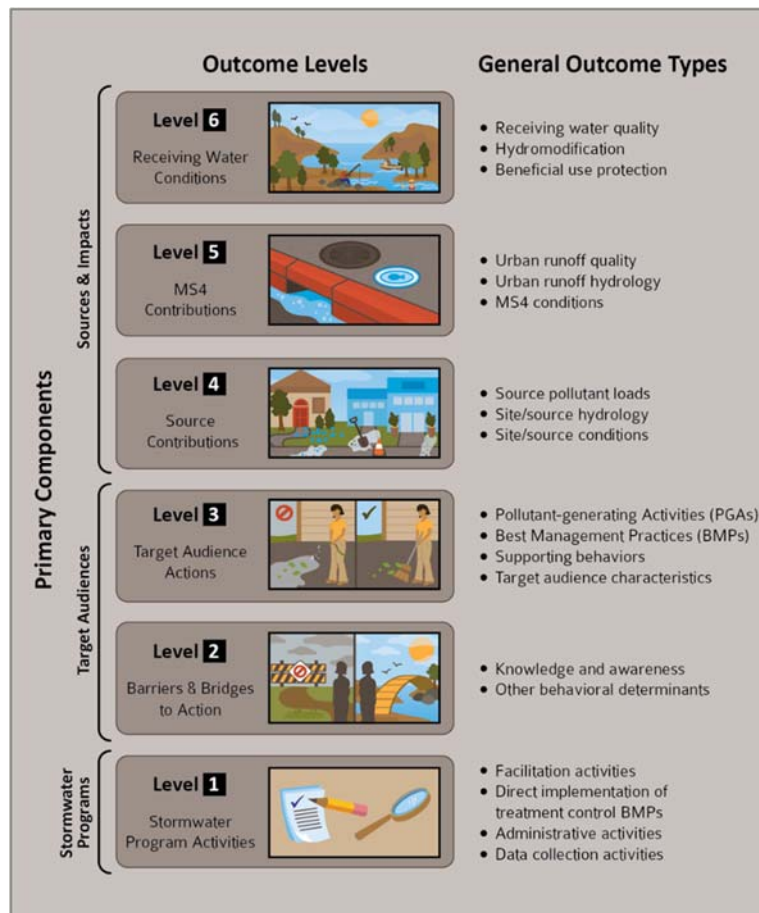 Outcome Levels
General Outcome Types
Primary Components
Sources & Impacts
Level 6
Receiving Water
Conditions
• Receiving water quality
• Hydromodification
• Beneficial use protection
Level 5
MS4
Contributions
• Urban runoff quality
• Urban runoff hydrology
• MS4 conditions
Level 4
Source
Contributions
• Source pollutant loads
• Site/source hydrology
• Site/source conditions
Target Audiences
Level 3
Target Audience
Actions
• Pollutant-generating Activities (PGAs)
• Best Management Practices (BMPs)
• Supporting behaviors
• Target audience characteristics
Level 2
Barriers & Bridges
to Action
• Knowledge and awareness
• Other behavioral determinants
Stormwater
Programs
Level 1
Stormwater
Program Activities
• Facilitation activities
• Direct implementation of
treatment control BMPs
• Administrative activities
• Data collection activities